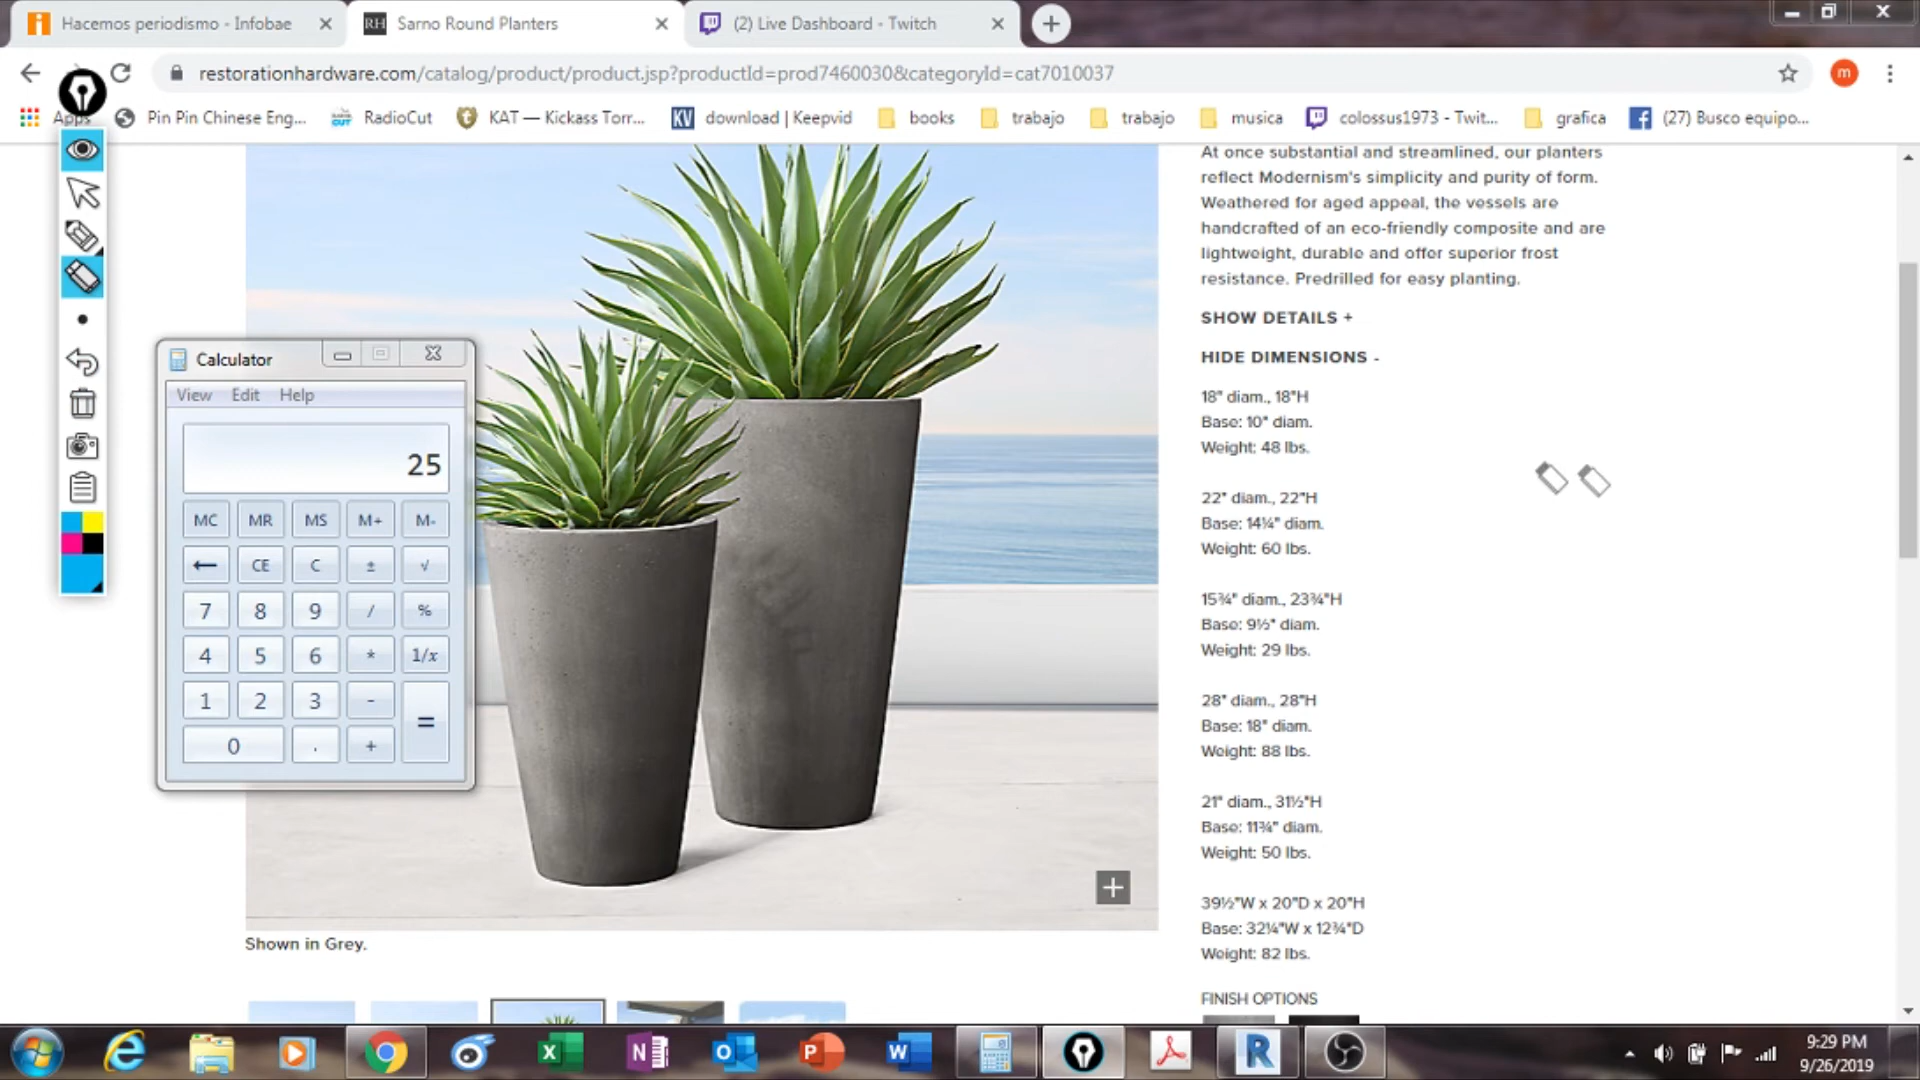 Hacemos periodismo - Infobae
RH Sarno Round Planters
(2) Live Dashboard - Twitch
restorationhardware.com/catalog/product/product.jsp?productId=prod7460030&categoryId=cat7010037
m
Apps
Pin Pin Chinese Eng...
RadioCut
KAT — Kickass Torr...
KV download | Keepvid
books
trabajo
trabajo
musica
colossus1973 - Twit...
grafica
(27) Busco equipo...
At once substantial and streamlined, our planters
reflect Modernism's simplicity and purity of form.
Weathered for aged appeal, the vessels are
handcrafted of an eco-friendly composite and are
lightweight, durable and offer superior frost
resistance. Predrilled for easy planting.
SHOW DETAILS +
HIDE DIMENSIONS -
18" diam., 18"H
Base: 10" diam.
Weight: 48 lbs.
22" diam., 22"H
Base: 14¼" diam.
Weight: 60 lbs.
15¾" diam., 23¾"H
Base: 9½" diam.
Weight: 29 lbs.
28" diam., 28"H
Base: 18" diam.
Weight: 88 lbs.
21" diam., 31½"H
Base: 11¾" diam.
Weight: 50 lbs.
39½"W x 20"D x 20"H
Base: 32¼"W x 12¾"D
Weight: 82 lbs.
FINISH OPTIONS
Calculator
View Edit Help
25
MC MR MS M+ M-
← CE C ± √
7 8 9 / %
4 5 6 * 1/x
1 2 3 - =
0 . +
Shown in Grey.
9:29 PM
9/26/2019